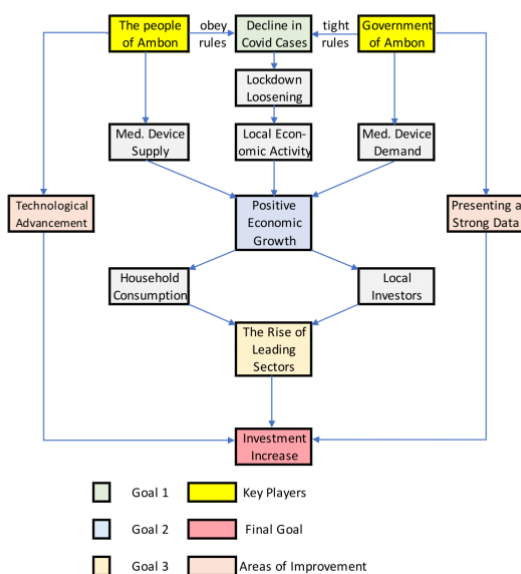 The people
of Ambon
obey
rules
Decline in
Covid Cases
tight
rules
Government
of Ambon
Lockdown
Loosening
Med. Device
Supply
Local Econ-
omic Activity
Med. Device
Demand
Technological
Advancement
Positive
Economic
Growth
Presenting a
Strong Data
Household
Consumption
Local
Investors
The Rise of
Leading
Sectors
Investment
Increase
Goal 1
Key Players
Goal 2
Final Goal
Goal 3
Areas of Improvement